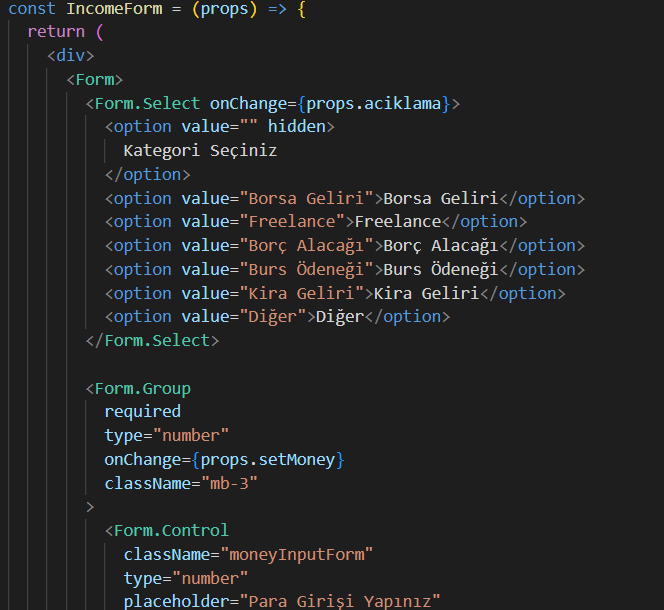 const IncomeForm = (props) => {
return (
<div>
<Form>
<Form.Select onChange={props.aciklama}>
<option value="" hidden>
Kategori Seçiniz
</option>
<option value="Borsa Geliri">Borsa Geliri</option>
<option value="Freelance">Freelance</option>
<option value="Borç Alacağı">Borç Alacağı</option>
<option value="Burs Ödeneği">Burs Ödeneği</option>
<option value="Kira Geliri">Kira Geliri</option>
<option value="Diğer">Diğer</option>
</Form.Select>
<Form.Group
required
type="number"
onChange={props.setMoney}
className="mb-3"
>
<Form.Control
className="moneyInputForm"
type="number"
placeholder="Para Girişi Yapınız"